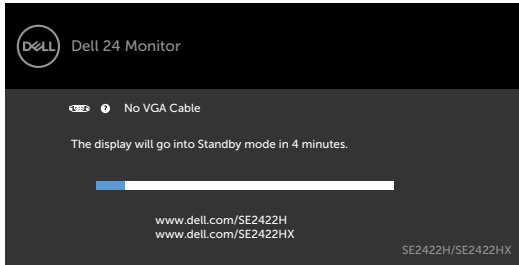 DELL
Dell 24 Monitor
No VGA Cable
The display will go into Standby mode in 4 minutes.
www.dell.com/SE2422H
www.dell.com/SE2422HX
SE2422H/SE2422HX